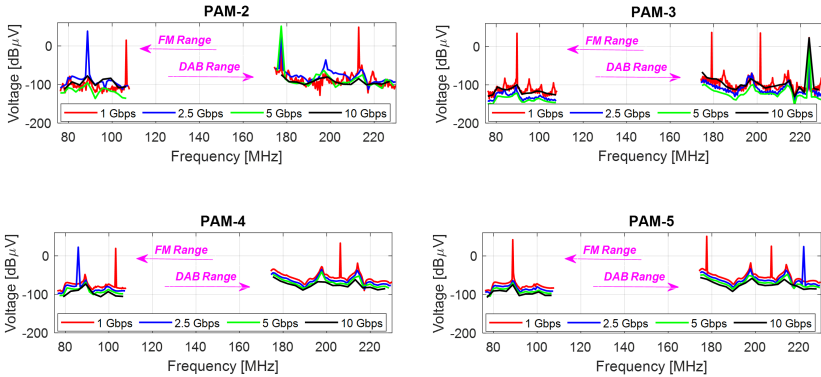 PAM-2
Voltage [dBμV]
0
-100
-200
FM Range
DAB Range
1 Gbps 2.5 Gbps 5 Gbps 10 Gbps
80 100 120 140 160 180 200 220
Frequency [MHz]
PAM-3
Voltage [dBμV]
0
-100
-200
FM Range
DAB Range
1 Gbps 2.5 Gbps 5 Gbps 10 Gbps
80 100 120 140 160 180 200 220
Frequency [MHz]
PAM-4
Voltage [dBμV]
0
-100
-200
FM Range
DAB Range
1 Gbps 2.5 Gbps 5 Gbps 10 Gbps
80 100 120 140 160 180 200 220
Frequency [MHz]
PAM-5
Voltage [dBμV]
0
-100
-200
FM Range
DAB Range
1 Gbps 2.5 Gbps 5 Gbps 10 Gbps
80 100 120 140 160 180 200 220
Frequency [MHz]